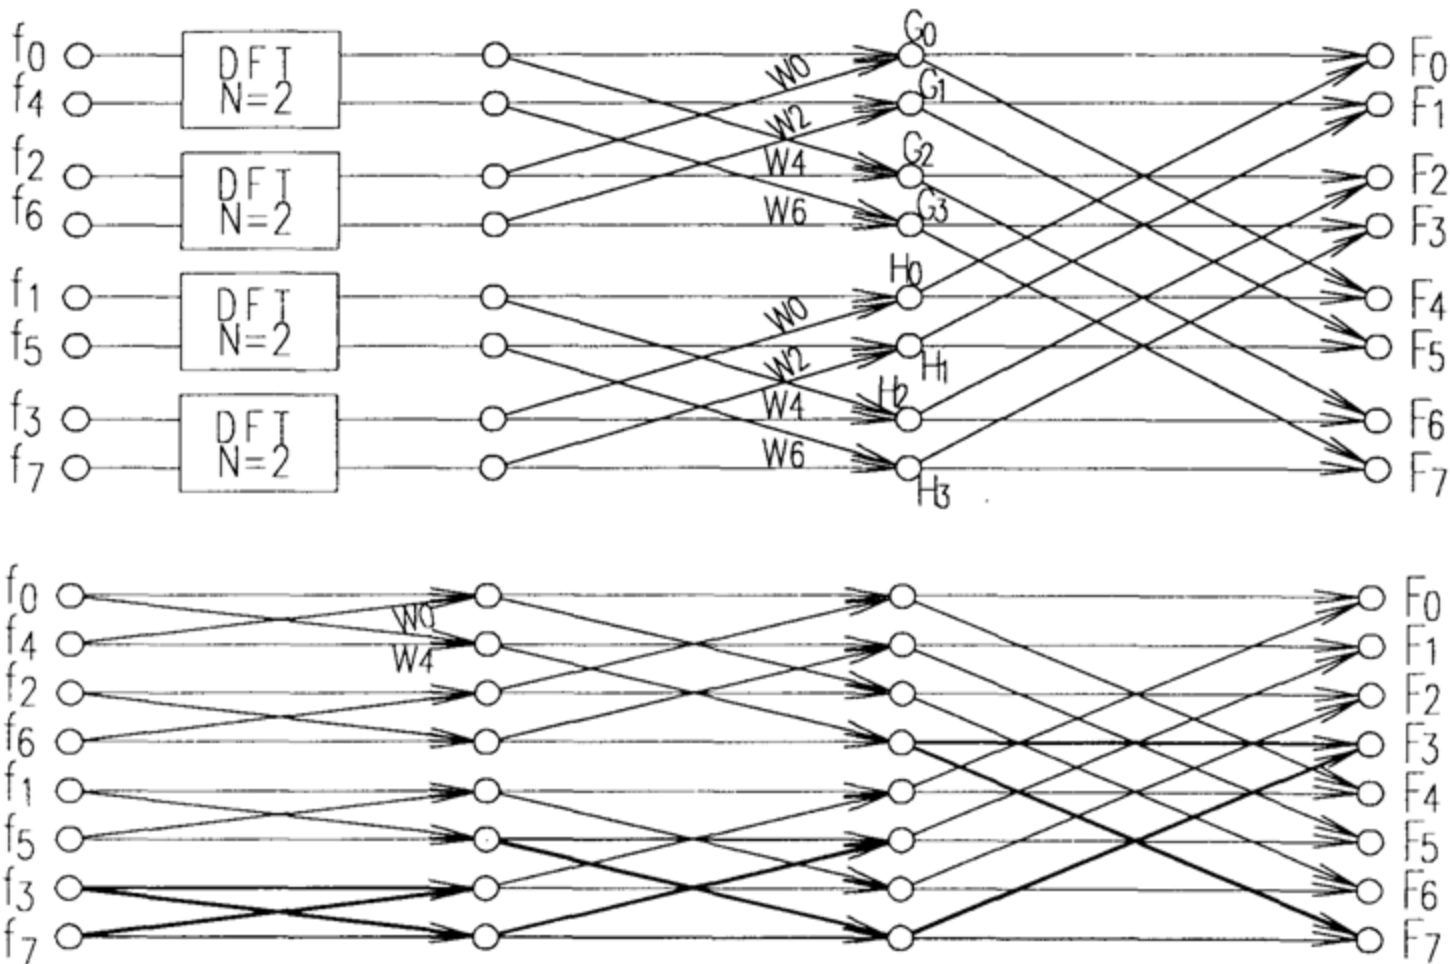 f0 DFT G0 F0
f4 N=2 W0 G1 F1
W2
f2 DFT W4 G2 F2
f6 N=2 W6 G3 F3
f1 DFT H0 F4
f5 N=2 W0 H1 F5
W2
f3 DFT W4 H2 F6
f7 N=2 W6 H3 F7
f0 W0 F0
f4 W4 F1
f2 F2
f6 F3
f1 F4
f5 F5
f3 F6
f7 F7